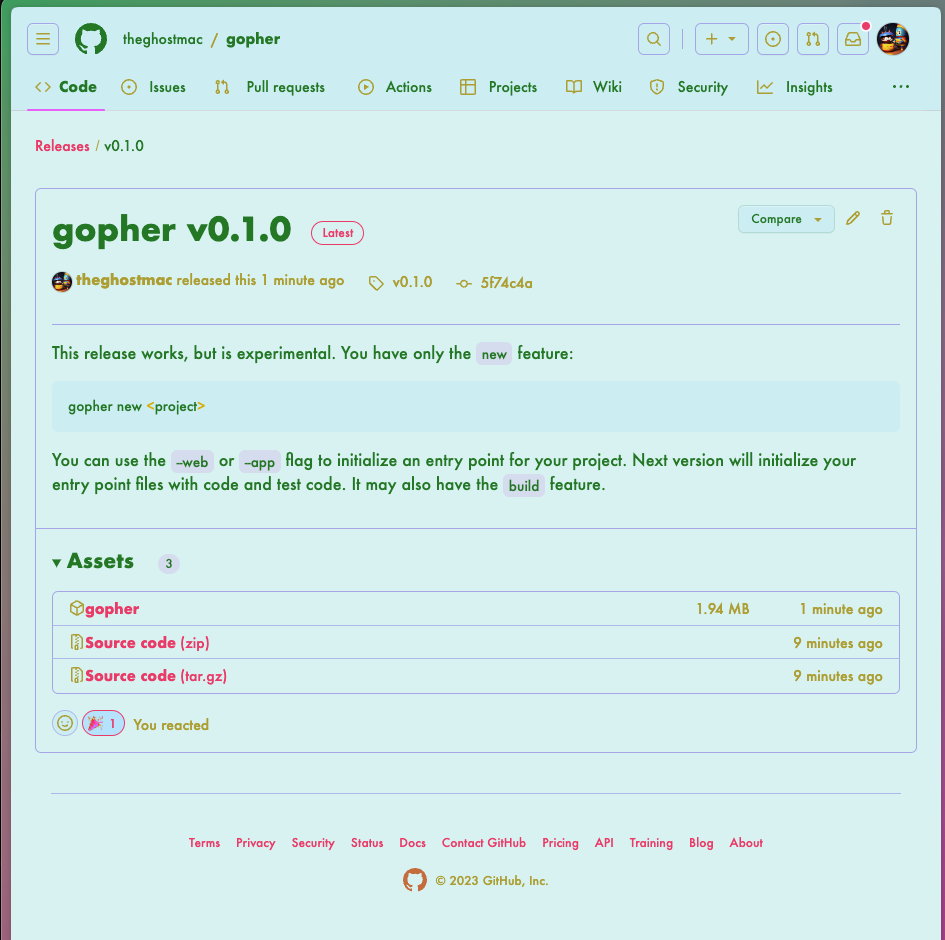 theghostmac / gopher
Code Issues Pull requests Actions Projects Wiki Security Insights
Releases / v0.1.0
gopher v0.1.0 Latest Compare
theghostmac released this 1 minute ago v0.1.0 5f74c4a
This release works, but is experimental. You have only the new feature:
gopher new <project>
You can use the --web or --app flag to initialize an entry point for your project. Next version will initialize your
entry point files with code and test code. It may also have the build feature.
Assets 3
gopher 1.94 MB 1 minute ago
Source code (zip) 9 minutes ago
Source code (tar.gz) 9 minutes ago
1 You reacted
Terms Privacy Security Status Docs Contact GitHub Pricing API Training Blog About
© 2023 GitHub, Inc.